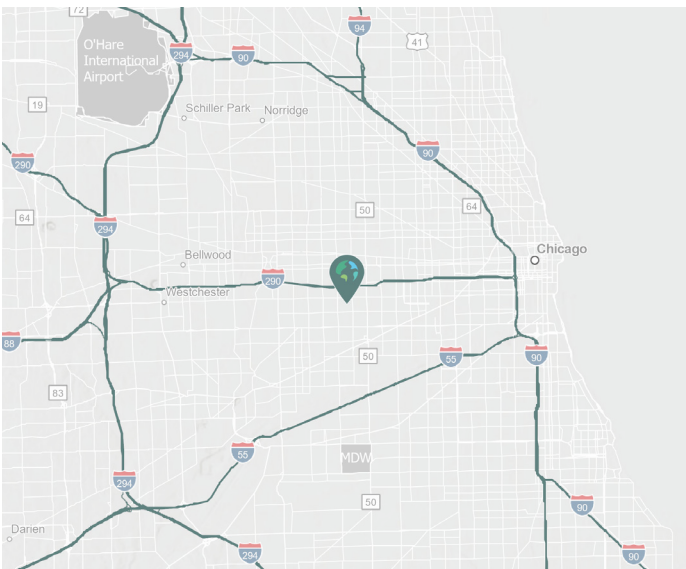 72
94
41
O'Hare
International
Airport
294
90
19
Schiller Park
Norridge
90
290
50
64
64
294
Chicago
Bellwood
290
Westchester
88
50
55
90
83
55
MDW
294
50
90
Darien
294
90